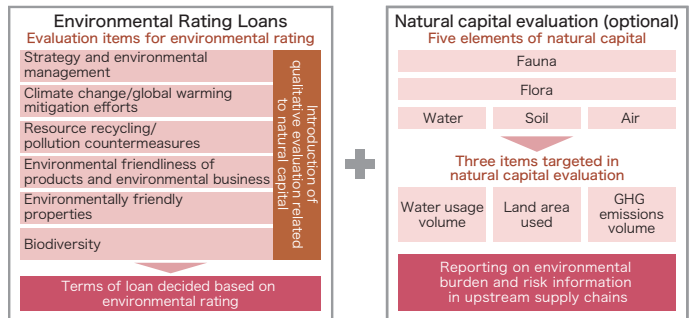 Environmental Rating Loans
Evaluation items for environmental rating
Strategy and environmental
management
Climate change/global warming
mitigation efforts
Resource recycling/
pollution countermeasures
Environmental friendliness of
products and environmental business
Environmentally friendly
properties
Biodiversity
Introduction of
qualitative evaluation related
to natural capital
Terms of loan decided based on
environmental rating
Natural capital evaluation (optional)
Five elements of natural capital
Fauna
Flora
Water
Soil
Air
Three items targeted in
natural capital evaluation
Water usage
volume
Land area
used
GHG
emissions
volume
Reporting on environmental
burden and risk information
in upstream supply chains